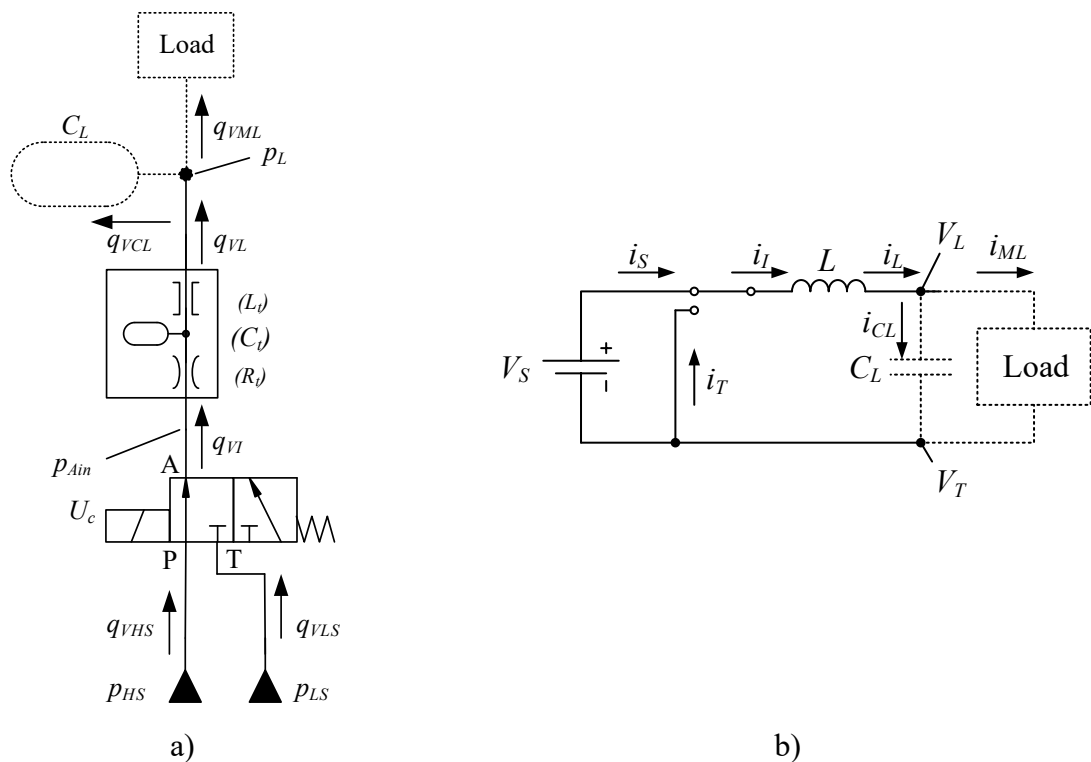 Load
C_L
q_VML
p_L
q_VCL
q_VL
(L_t)
(C_t)
(R_t)
q_VI
p_Ain
A
U_c
P
T
q_VHS
q_VLS
p_HS
p_LS
a)
V_L
i_S
i_I
L
i_L
i_ML
i_CL
V_S
+
i_T
C_L
Load
V_T
b)